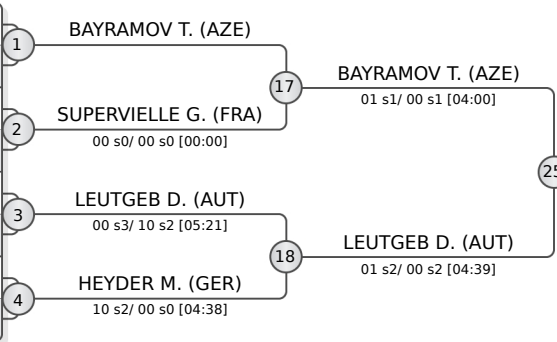 1
BAYRAMOV T. (AZE)
17
BAYRAMOV T. (AZE)
01 s1/ 00 s1 [04:00]
2
SUPERVIELLE G. (FRA)
00 s0/ 00 s0 [00:00]
25
3
LEUTGEB D. (AUT)
00 s3/ 10 s2 [05:21]
18
LEUTGEB D. (AUT)
01 s2/ 00 s2 [04:39]
4
HEYDER M. (GER)
10 s2/ 00 s0 [04:38]